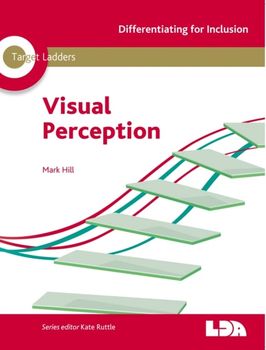 Differentiating for Inclusion
Target Ladders
Visual
Perception
Mark Hill
Series editor Kate Ruttle
LDA